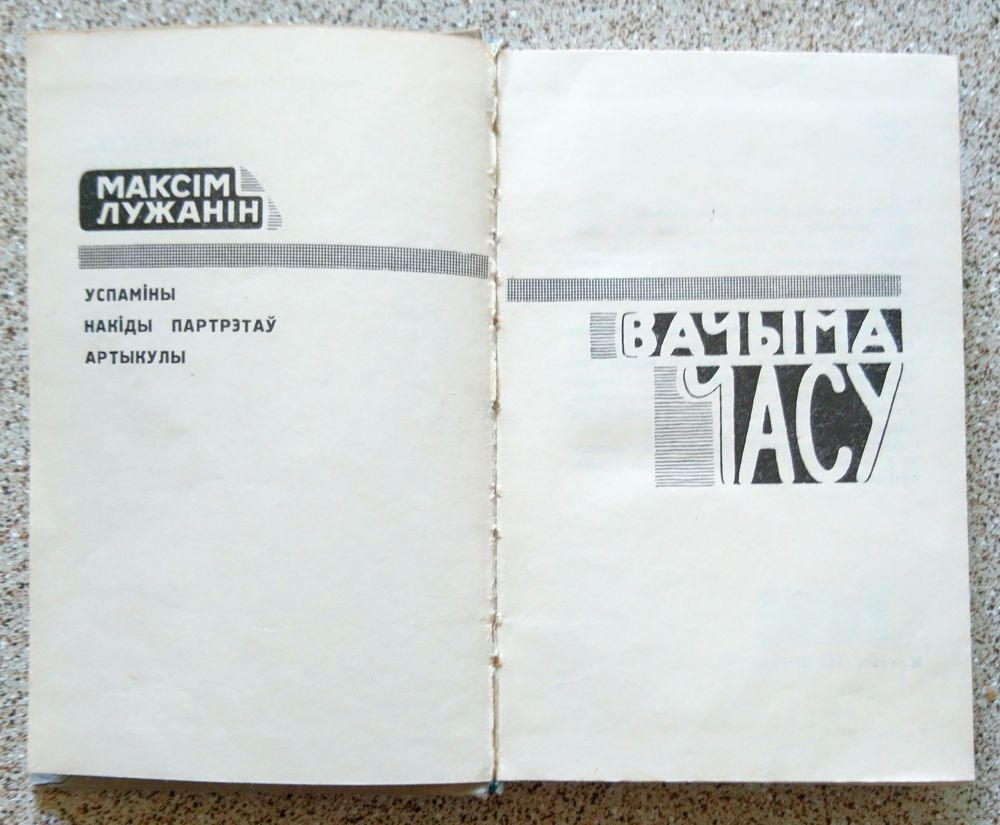 МАКСІМ
ЛУЖАНІН
УСПАМІНЫ
НАКІДЫ ПАРТРЭТАЎ
АРТЫКУЛЫ
ВАЧЫМА
ЧАСУ